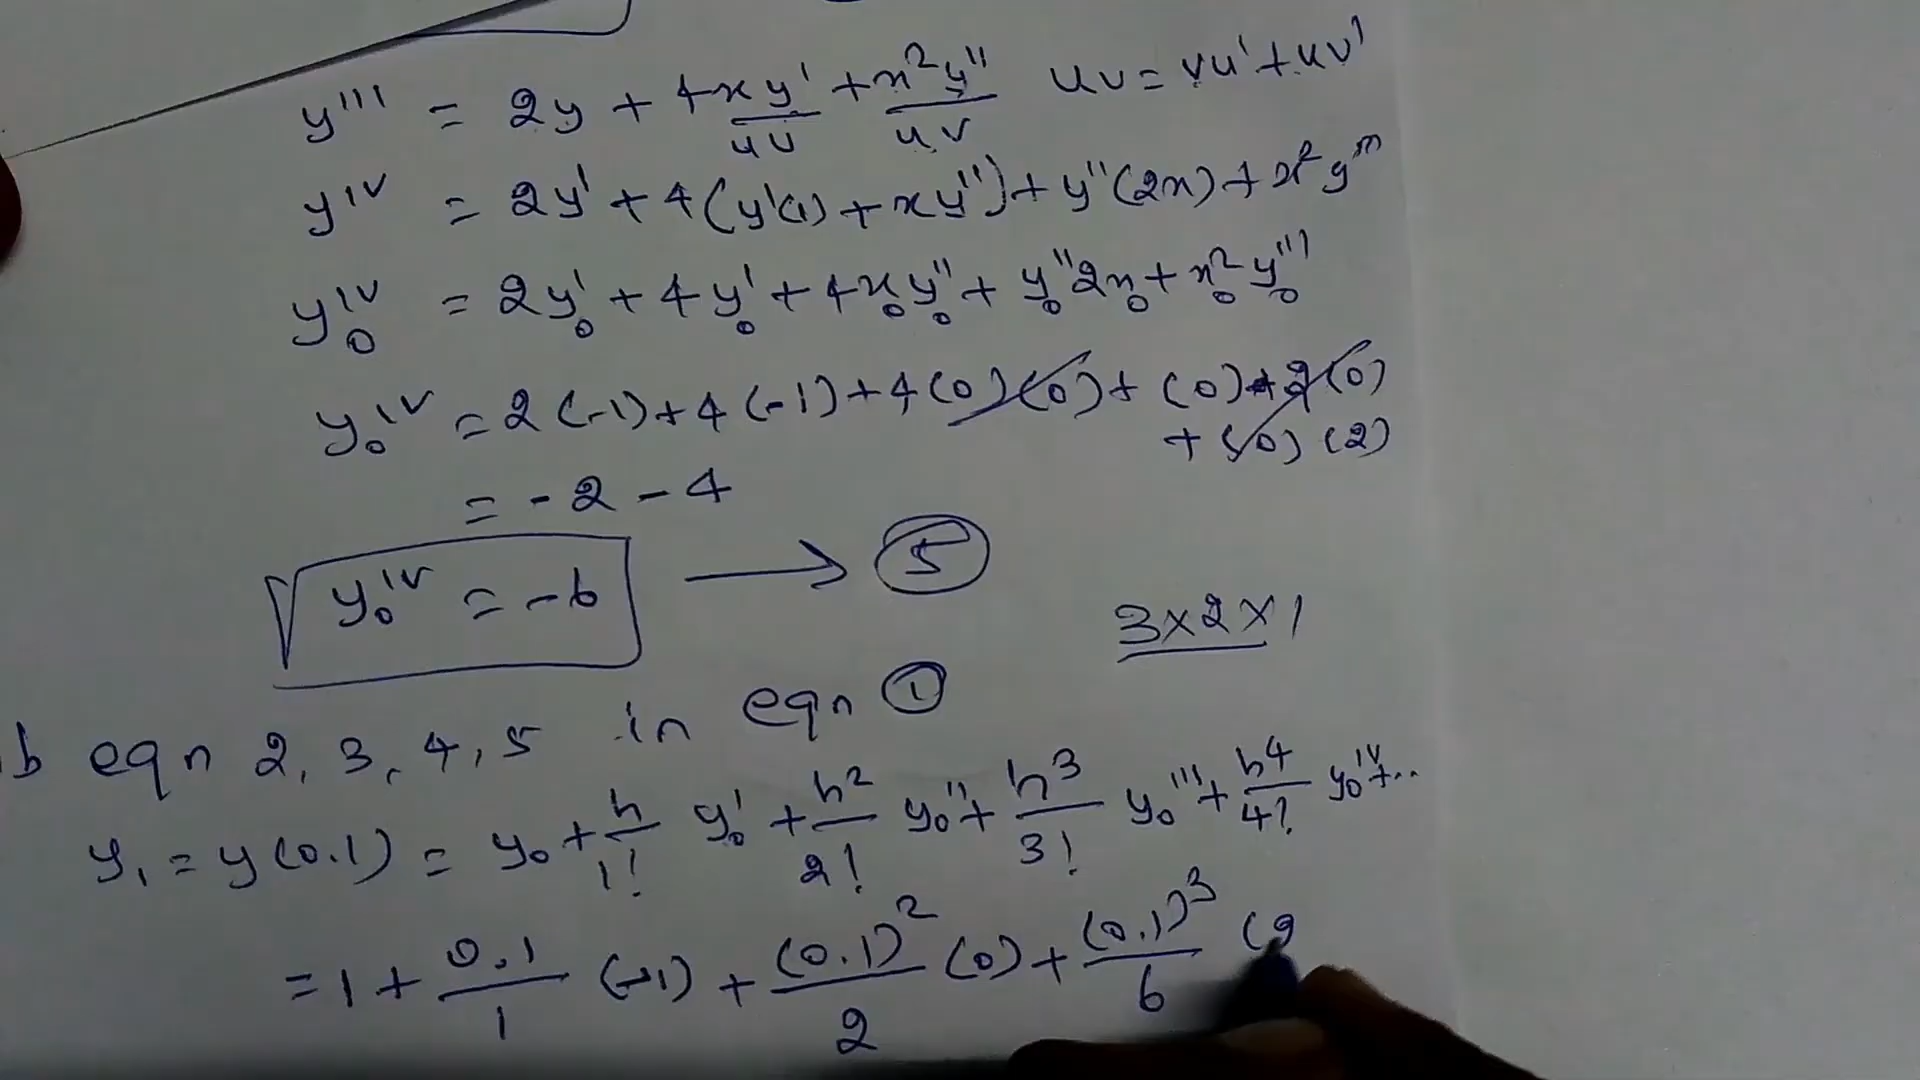 y''' = 2y + 4xy' + x²y''   uv = vu' + uv'
uv   uv
y^IV = 2y' + 4(y'(1) + xy'') + y''(2x) + x²y'''
y₀^IV = 2y₀' + 4y₀' + 4x₀y₀'' + y₀''2x₀ + x₀²y₀'''
y₀^IV = 2(-1) + 4(-1) + 4(0)(0) + (0) + 2(0)
+ (0)(2)
= -2 - 4
y₀^IV = -6 → 5
3×2×1
b eqn 2, 3, 4, 5 in eqn 1
y₁ = y(0.1) = y₀ + h/1! y₀' + h²/2! y₀'' + h³/3! y₀''' + h⁴/4! y₀^IV + ..
= 1 + 0.1/1 (-1) + (0.1)²/2 (0) + (0.1)³/6 (2